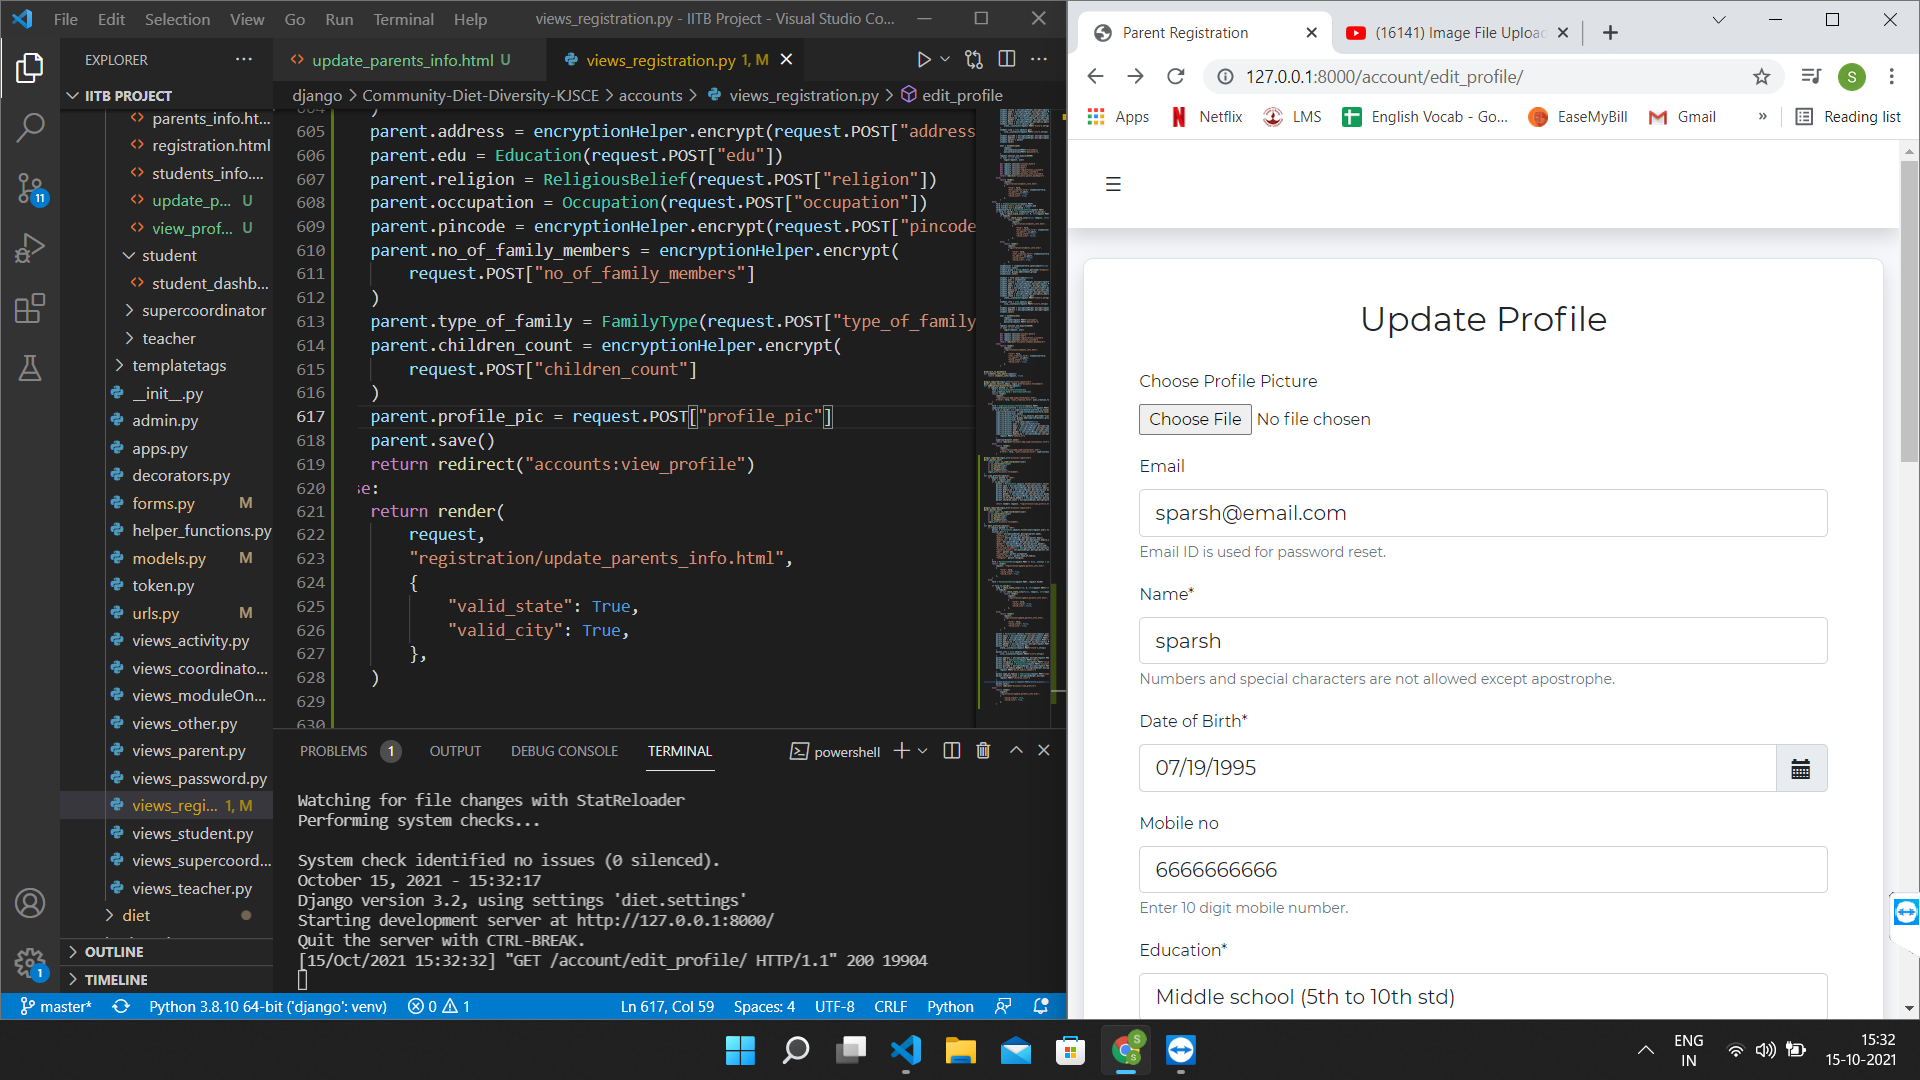 File Edit Selection View Go Run Terminal Help
views_registration.py - IITB Project - Visual Studio Co...
EXPLORER
IITB PROJECT
parents_info.ht...
registration.html
students_info....
update_p... U
view_prof... U
student
student_dashb...
supercoordinator
teacher
templatetags
__init__.py
admin.py
apps.py
decorators.py
forms.py M
helper_functions.py
models.py M
token.py
urls.py M
views_activity.py
views_coordinato...
views_moduleOn...
views_other.py
views_parent.py
views_password.py
views_regi... 1, M
views_student.py
views_supercoord...
views_teacher.py
diet
OUTLINE
TIMELINE
11
1
update_parents_info.html U
views_registration.py 1, M
django > Community-Diet-Diversity-KJSCE > accounts > views_registration.py > edit_profile
604 )
605 parent.address = encryptionHelper.encrypt(request.POST["address
606 parent.edu = Education(request.POST["edu"])
607 parent.religion = ReligiousBelief(request.POST["religion"])
608 parent.occupation = Occupation(request.POST["occupation"])
609 parent.pincode = encryptionHelper.encrypt(request.POST["pincode
610 parent.no_of_family_members = encryptionHelper.encrypt(
611 request.POST["no_of_family_members"]
612 )
613 parent.type_of_family = FamilyType(request.POST["type_of_family
614 parent.children_count = encryptionHelper.encrypt(
615 request.POST["children_count"]
616 )
617 parent.profile_pic = request.POST["profile_pic"]
618 parent.save()
619 return redirect("accounts:view_profile")
620 se:
621 return render(
622 request,
623 "registration/update_parents_info.html",
624 {
625 "valid_state": True,
626 "valid_city": True,
627 },
628 )
629
630
PROBLEMS 1 OUTPUT DEBUG CONSOLE TERMINAL
powershell
Watching for file changes with StatReloader
Performing system checks...
System check identified no issues (0 silenced).
October 15, 2021 - 15:32:17
Django version 3.2, using settings 'diet.settings'
Starting development server at http://127.0.0.1:8000/
Quit the server with CTRL-BREAK.
[15/Oct/2021 15:32:32] "GET /account/edit_profile/ HTTP/1.1" 200 19904
master* Python 3.8.10 64-bit ('django': venv) 0 1 Ln 617, Col 59 Spaces: 4 UTF-8 CRLF Python
Parent Registration
(16141) Image File Uploa
127.0.0.1:8000/account/edit_profile/
S
Apps Netflix LMS English Vocab - Go... EaseMyBill Gmail » Reading list
Update Profile
Choose Profile Picture
Choose File No file chosen
Email
sparsh@email.com
Email ID is used for password reset.
Name*
sparsh
Numbers and special characters are not allowed except apostrophe.
Date of Birth*
07/19/1995
Mobile no
6666666666
Enter 10 digit mobile number.
Education*
Middle school (5th to 10th std)
S
S
ENG
IN
15:32
15-10-2021